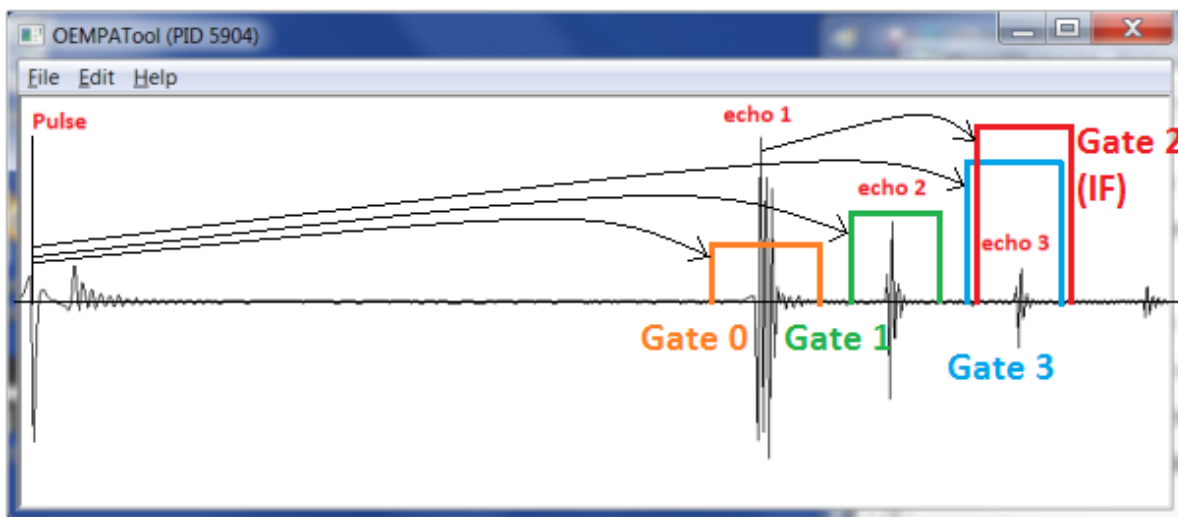 OEMPATool (PID 5904)
File Edit Help
Pulse
echo 1
Gate 2
(IF)
echo 2
echo 3
Gate 0
Gate 1
Gate 3